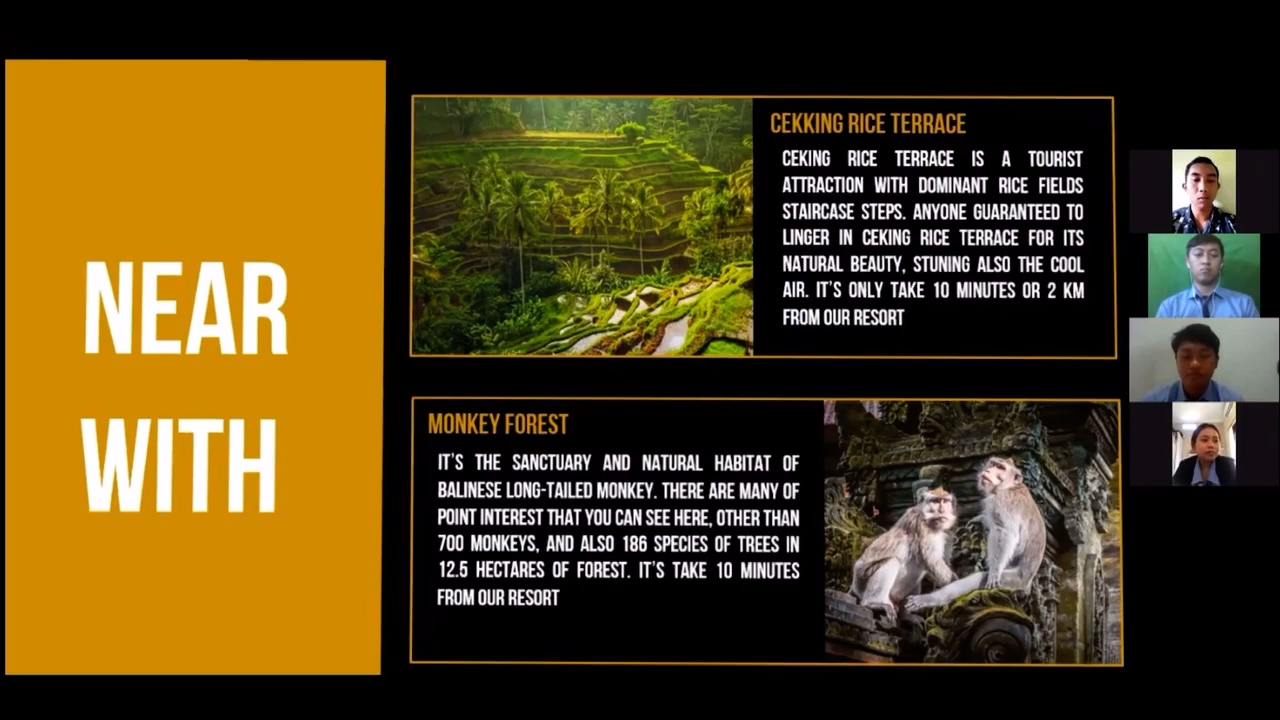 NEAR
WITH
CEKKING RICE TERRACE
CEKING RICE TERRACE IS A TOURIST
ATTRACTION WITH DOMINANT RICE FIELDS
STAIRCASE STEPS. ANYONE GUARANTEED TO
LINGER IN CEKING RICE TERRACE FOR ITS
NATURAL BEAUTY, STUNING ALSO THE COOL
AIR. IT'S ONLY TAKE 10 MINUTES OR 2 KM
FROM OUR RESORT
MONKEY FOREST
IT'S THE SANCTUARY AND NATURAL HABITAT OF
BALINESE LONG-TAILED MONKEY. THERE ARE MANY OF
POINT INTEREST THAT YOU CAN SEE HERE, OTHER THAN
700 MONKEYS, AND ALSO 186 SPECIES OF TREES IN
12.5 HECTARES OF FOREST. IT'S TAKE 10 MINUTES
FROM OUR RESORT